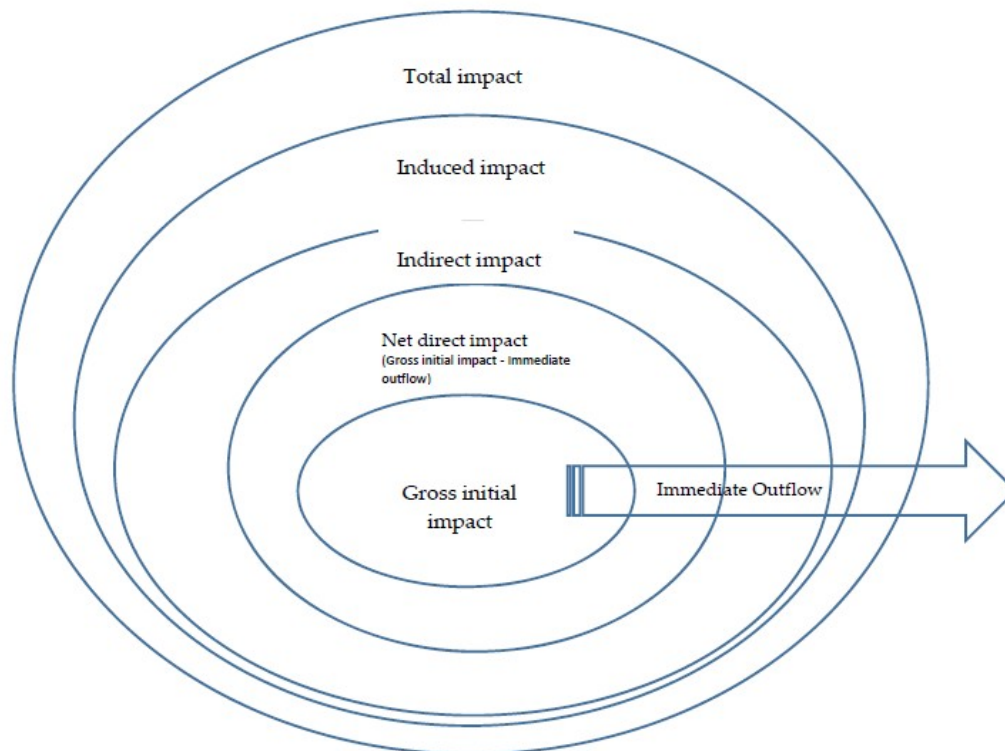 Total impact
Induced impact
Indirect impact
Net direct impact
(Gross initial impact - Immediate
outflow)
Gross initial
impact
Immediate Outflow